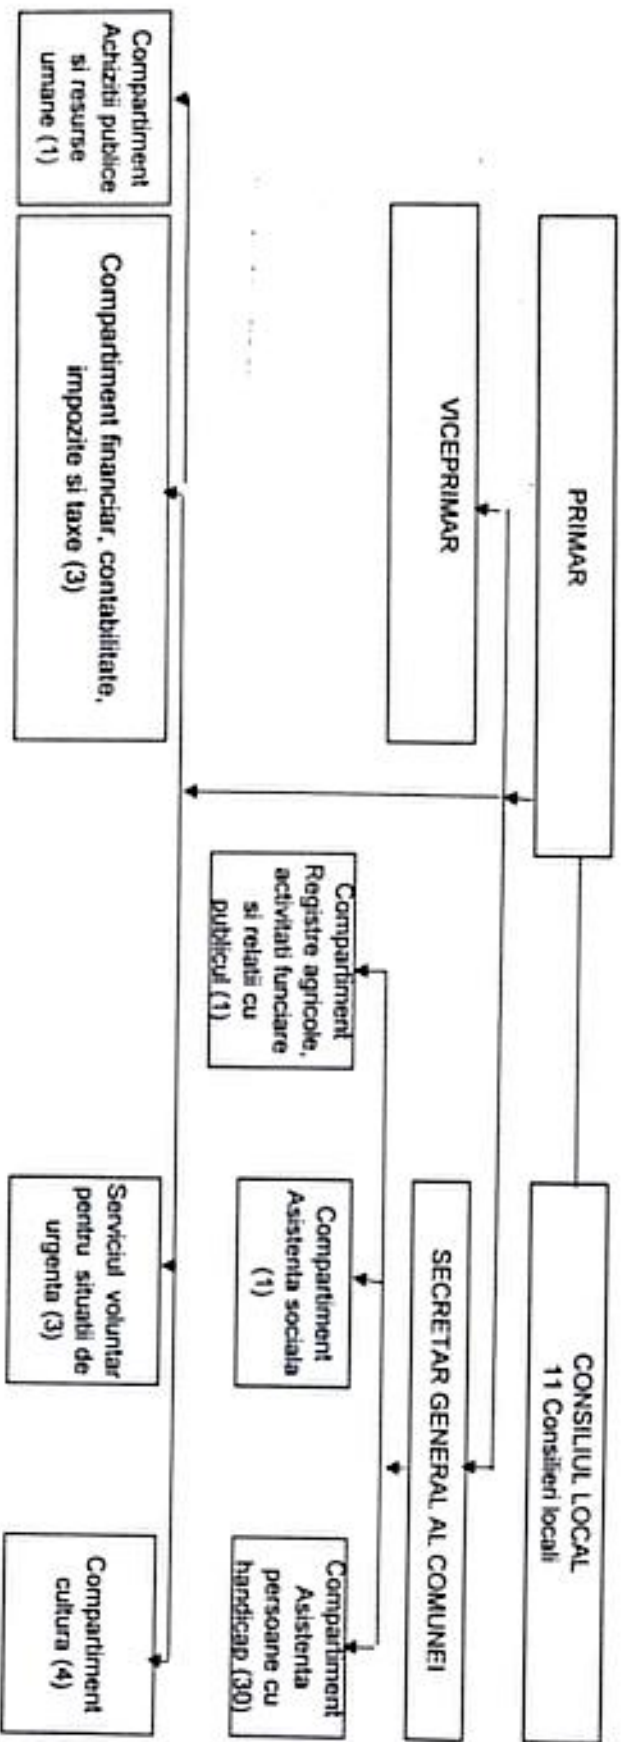 PRIMAR
CONSILIUL LOCAL
11 Consilieri locali
VICEPRIMAR
SECRETAR GENERAL AL COMUNEI
Compartiment
Registre agricole,
activitati funciare
si relatii cu
publicul (1)
Compartiment
Asistenta sociala
(1)
Compartiment
Asistenta
persoane cu
handicap (30)
Compartiment
Achizitii publice
si resurse
umane (1)
Compartiment financiar, contabilitate,
impozite si taxe (3)
Serviciul voluntar
pentru situatii de
urgenta (3)
Compartiment
cultura (4)